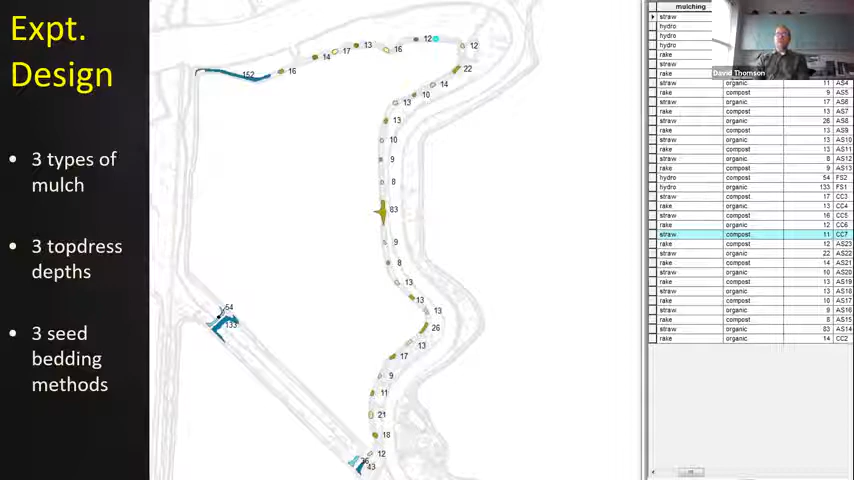 Expt.
Design
• 3 types of
mulch
• 3 topdress
depths
• 3 seed
bedding
methods
12
12
13
17
14
16
16
152
22
14
10
13
13
10
9
8
83
9
8
13
13
13
26
13
17
9
11
21
18
12
43
54
133
mulching
straw
hydro
hydro
hydro
rake
straw
rake
David Thomson
straw organic 11 AS4
rake compost 9 AS5
straw organic 17 AS6
rake organic 13 AS7
straw organic 26 AS8
rake compost 13 AS9
straw organic 13 AS10
rake compost 13 AS11
straw organic 8 AS12
rake compost 9 AS13
hydro compost 54 FS2
hydro organic 133 FS1
straw compost 17 CC3
rake organic 13 CC4
straw compost 16 CC5
rake organic 12 CC6
straw compost 11 CC7
rake compost 12 AS23
straw organic 22 AS22
rake compost 14 AS21
straw organic 10 AS20
rake compost 13 AS19
straw organic 13 AS18
rake compost 10 AS17
straw organic 9 AS16
rake compost 8 AS15
straw organic 83 AS14
rake organic 14 CC2